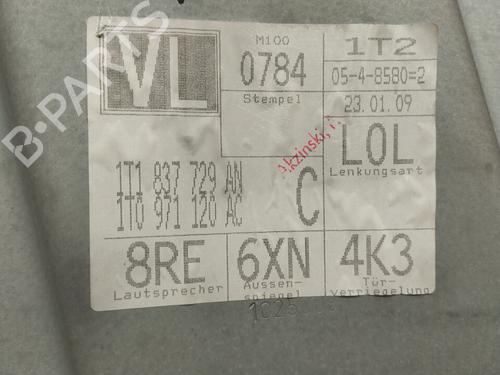 VL
M100
0784
Stempel
1T2
05-4-8580=2
23.01.09
L0L
Lenkungsart
1T1 837 729 AN
1T0 971 120 AC
C
8RE
Lautsprecher
6XN
Aussen-
spiegel
4K3
Tür-
verriegelung
B-PARTS